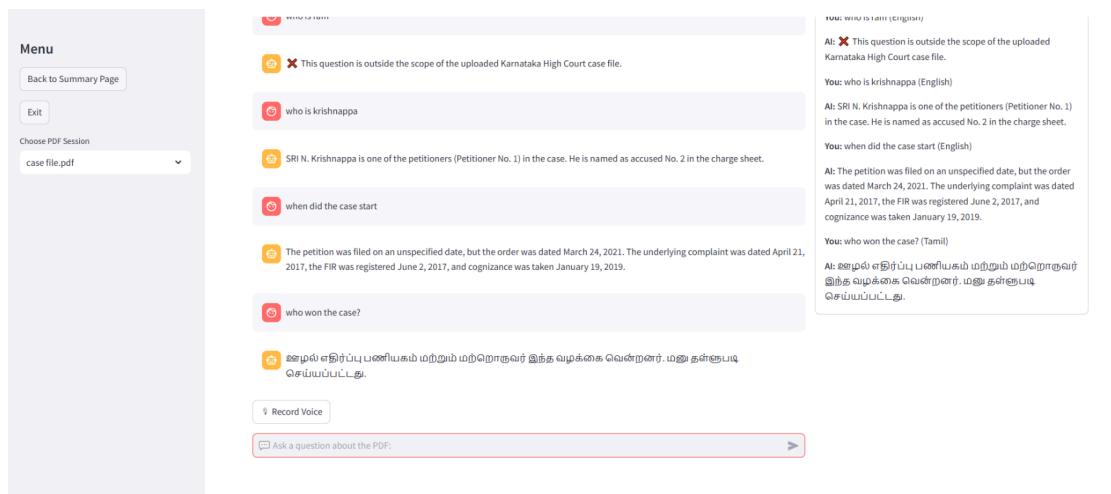 Menu
Back to Summary Page
Exit
Choose PDF Session
case file.pdf
who is ram
❌ This question is outside the scope of the uploaded Karnataka High Court case file.
who is krishnappa
SRI N. Krishnappa is one of the petitioners (Petitioner No. 1) in the case. He is named as accused No. 2 in the charge sheet.
when did the case start
The petition was filed on an unspecified date, but the order was dated March 24, 2021. The underlying complaint was dated April 21,
2017, the FIR was registered June 2, 2017, and cognizance was taken January 19, 2019.
who won the case?
ஊழல் எதிர்ப்பு பணியகம் மற்றும் மற்றொருவர் இந்த வழக்கை வென்றனர். மனு தள்ளுபடி
செய்யப்பட்டது.
Record Voice
Ask a question about the PDF:
You: who is ram (English)
AI: ❌ This question is outside the scope of the uploaded
Karnataka High Court case file.
You: who is krishnappa (English)
AI: SRI N. Krishnappa is one of the petitioners (Petitioner No. 1)
in the case. He is named as accused No. 2 in the charge sheet.
You: when did the case start (English)
AI: The petition was filed on an unspecified date, but the order
was dated March 24, 2021. The underlying complaint was dated
April 21, 2017, the FIR was registered June 2, 2017, and
cognizance was taken January 19, 2019.
You: who won the case? (Tamil)
AI: ஊழல் எதிர்ப்பு பணியகம் மற்றும் மற்றொருவர்
இந்த வழக்கை வென்றனர். மனு தள்ளுபடி
செய்யப்பட்டது.